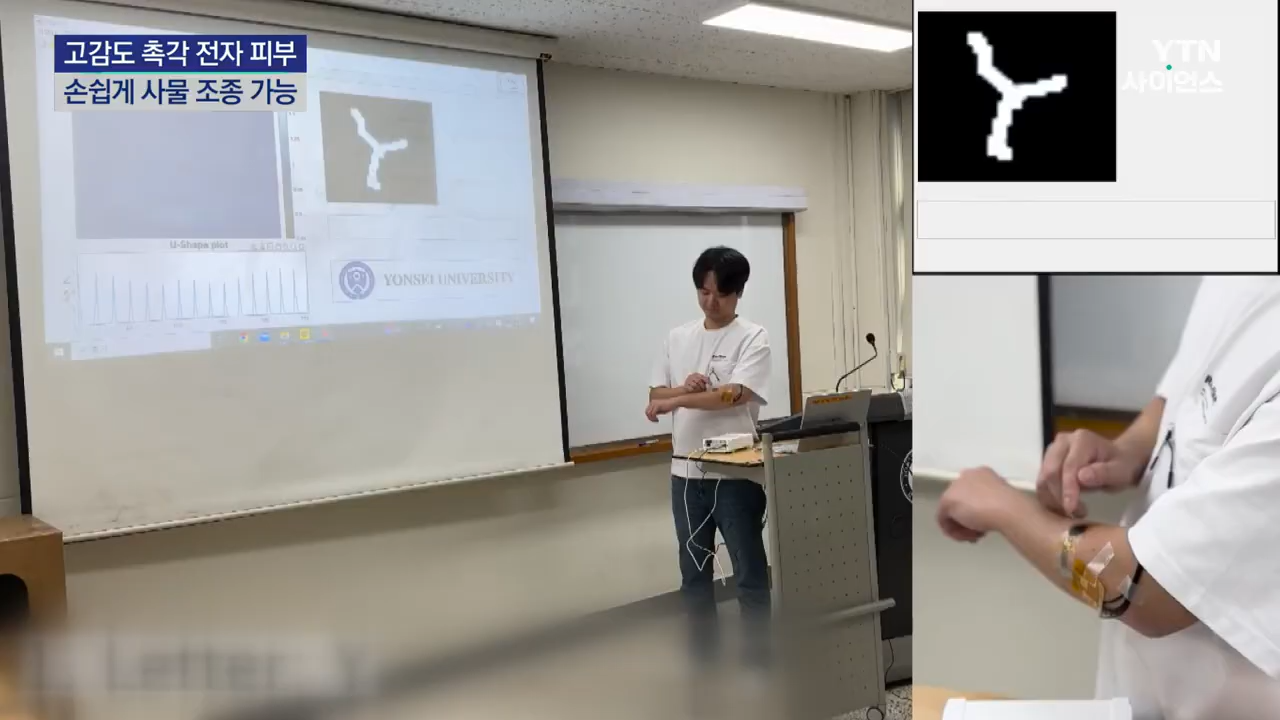 고감도 촉각 전자 피부
손쉽게 사물 조종 가능
YTN
사이언스
U-Shape plot
YONSEI UNIVERSITY
Letter